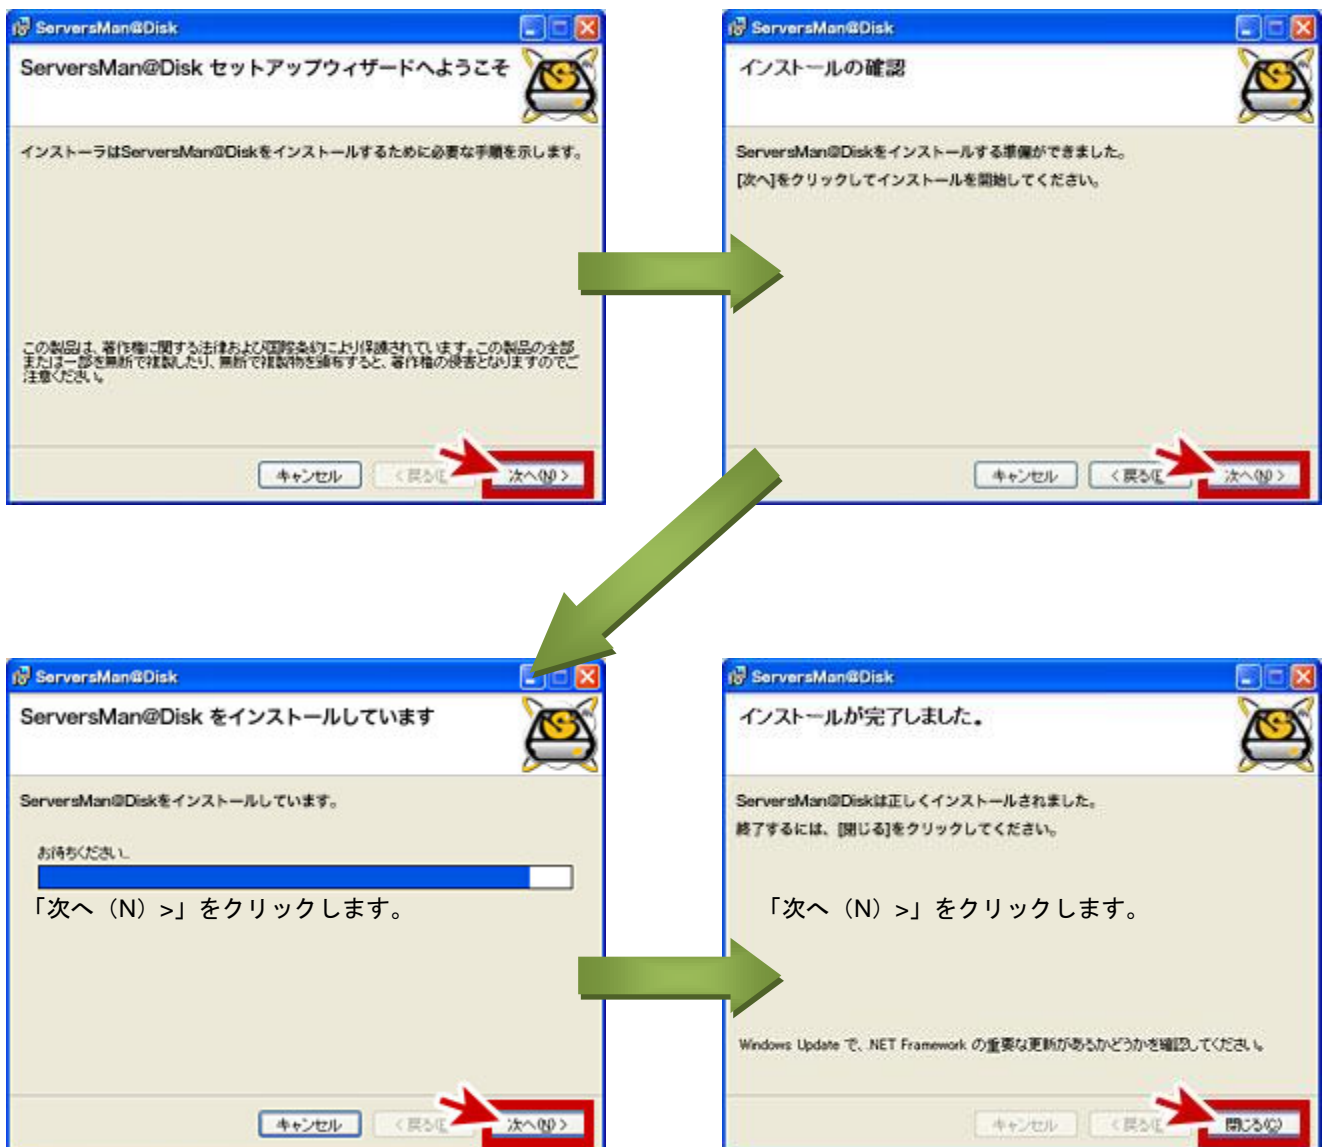 ServersMan@Disk
ServersMan@Disk セットアップウィザードへようこそ
インストーラはServersMan@Diskをインストールするために必要な手順を示します。
この製品は、著作権に関する法律および国際条約により保護されています。この製品の全部
または一部を無断で複製したり、無断で複製物を頒布すると、著作権の侵害となりますのでご
注意ください。
キャンセル
< 戻る(
次へ(N) >
ServersMan@Disk
インストールの確認
ServersMan@Diskをインストールする準備ができました。
[次へ]をクリックしてインストールを開始してください。
キャンセル
< 戻る(
次へ(N) >
ServersMan@Disk
ServersMan@Disk をインストールしています
ServersMan@Diskをインストールしています。
お待ちください...
「次へ（N）>」をクリックします。
キャンセル
< 戻る(
次へ(N) >
ServersMan@Disk
インストールが完了しました。
ServersMan@Diskは正しくインストールされました。
終了するには、[閉じる]をクリックしてください。
「次へ（N）>」をクリックします。
Windows Update で、.NET Framework の重要な更新があるかどうかを確認してください。
キャンセル
< 戻る(
閉じる(C)